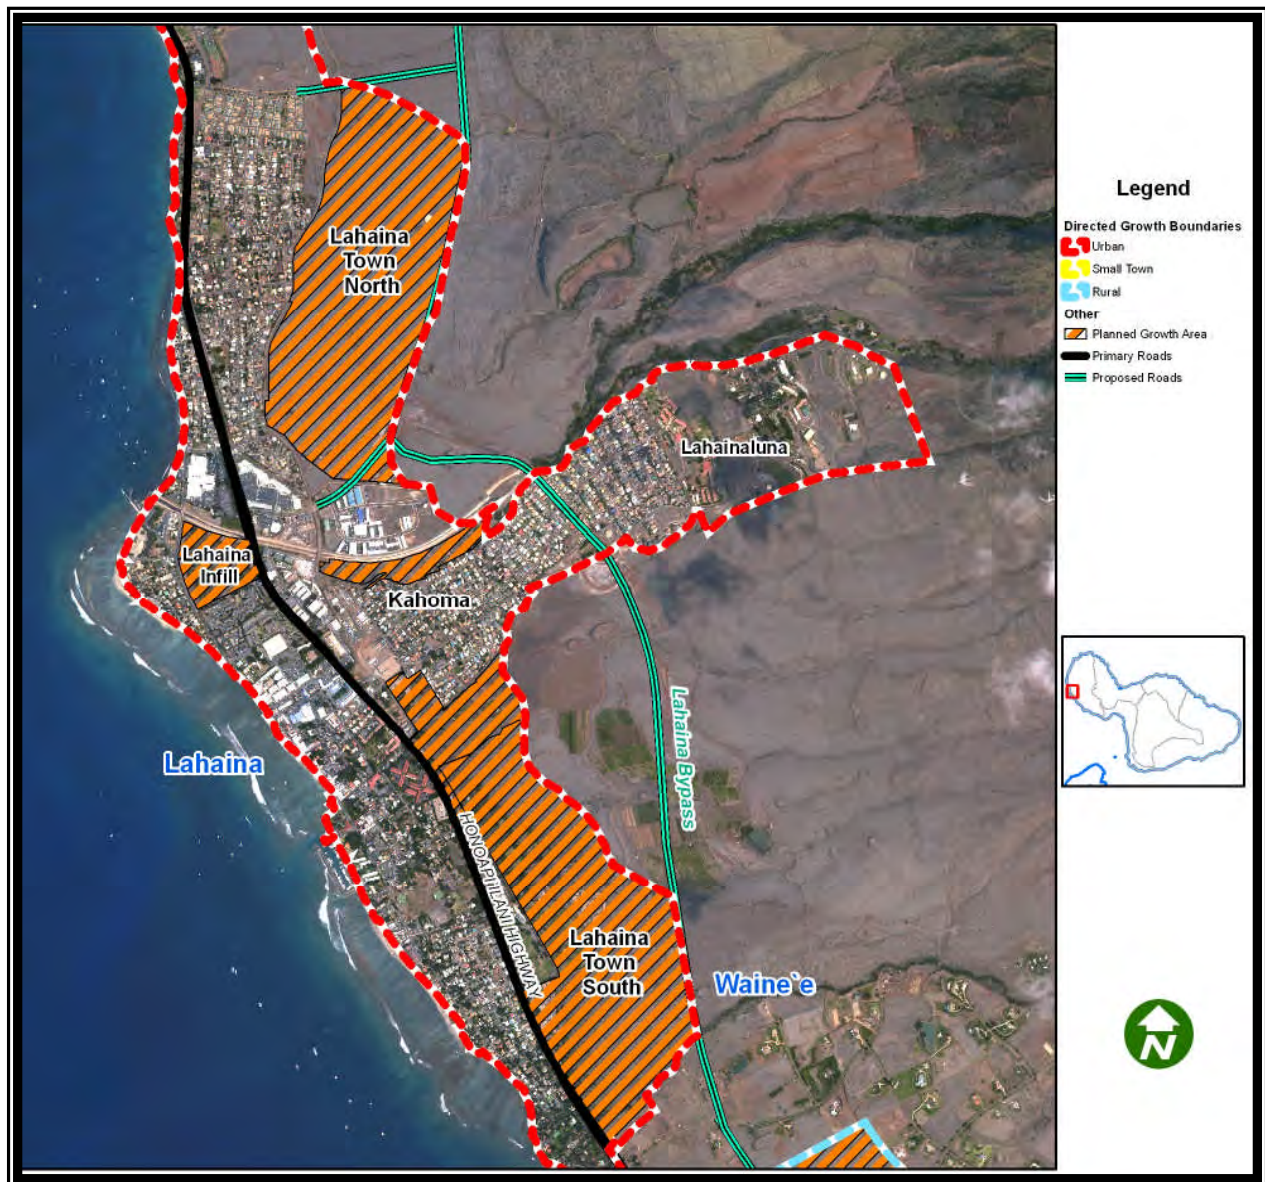 Lahaina
Town
North
Lahainaluna
Lahaina
Infill
Kahoma
Lahaina
Lahaina Bypass
HONOAPIILANI HIGHWAY
Lahaina
Town
South
Waine`e
Legend
Directed Growth Boundaries
Urban
Small Town
Rural
Other
Planned Growth Area
Primary Roads
Proposed Roads
N